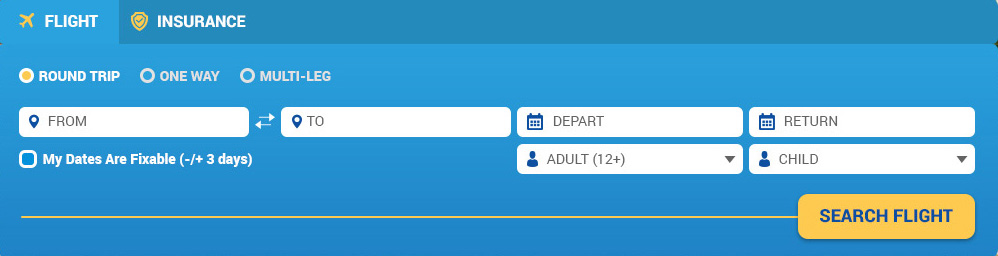 FLIGHT INSURANCE
ROUND TRIP ONE WAY MULTI-LEG
FROM TO DEPART RETURN
My Dates Are Fixable (-/+ 3 days) ADULT (12+) CHILD
SEARCH FLIGHT